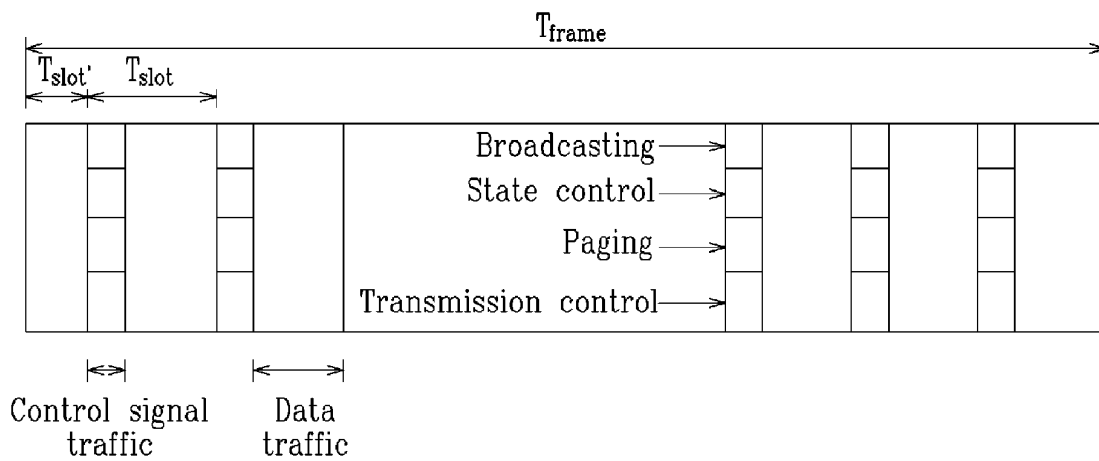 T_frame
T_slot' T_slot
Broadcasting
State control
Paging
Transmission control
Control signal
traffic
Data
traffic